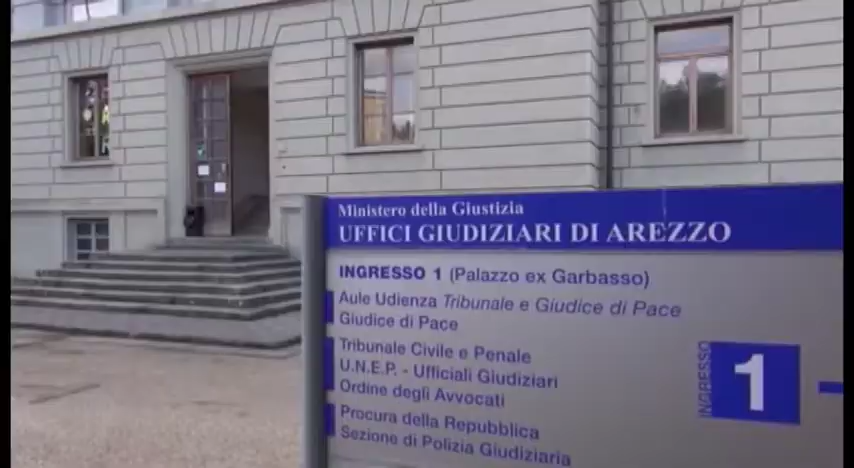 Ministero della Giustizia
UFFICI GIUDIZIARI DI AREZZO
INGRESSO 1 (Palazzo ex Garbasso)
Aule Udienza Tribunale e Giudice di Pace
Giudice di Pace
Tribunale Civile e Penale
U.N.E.P. - Ufficiali Giudiziari
Ordine degli Avvocati
Procura della Repubblica
Sezione di Polizia Giudiziaria
INGRESSO
1